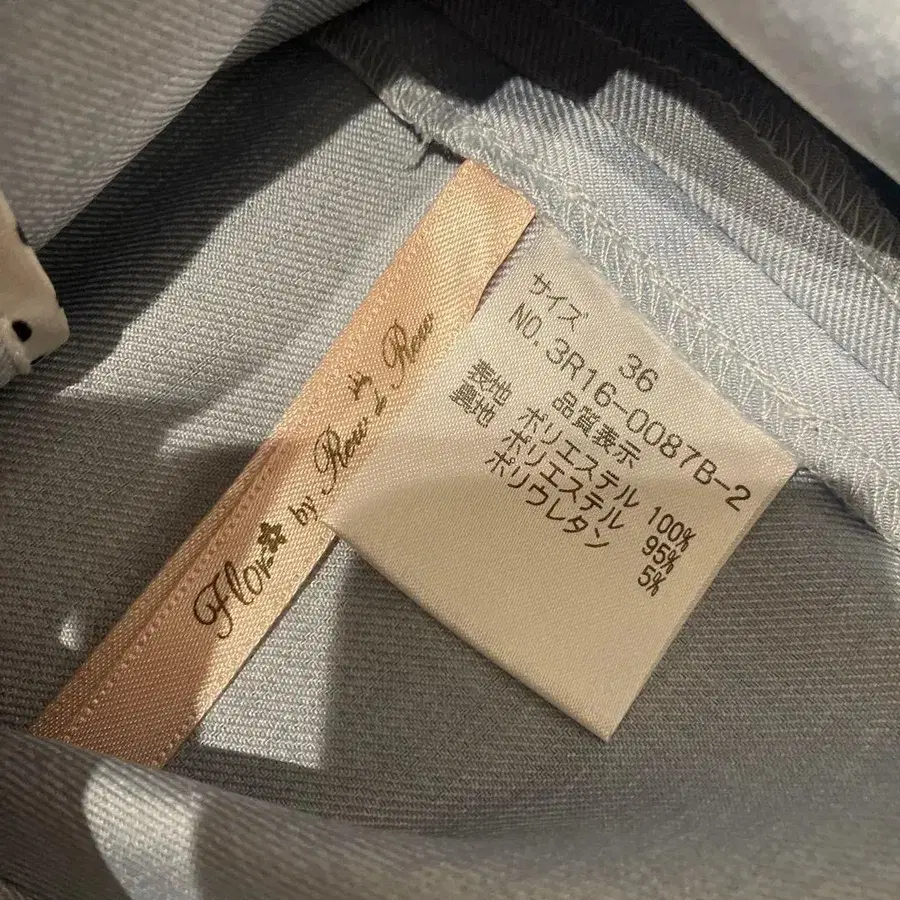 Flor by Rew de Rew
サイズ 36
NO.3R16-0087B-2
品質表示
表地 ポリエステル 100%
裏地 ポリエステル 95%
ポリウレタン 5%